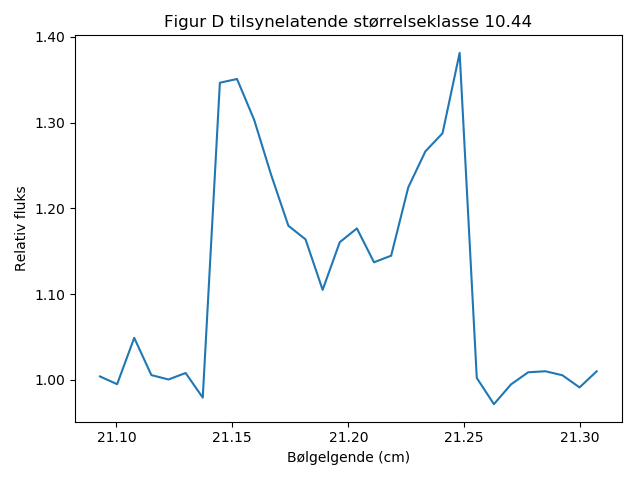 Figur D tilsynelatende størrelseklasse 10.44
1.40
1.30
1.20
1.10
1.00
Relativ fluks
21.10 21.15 21.20 21.25 21.30
Bølgelgende (cm)